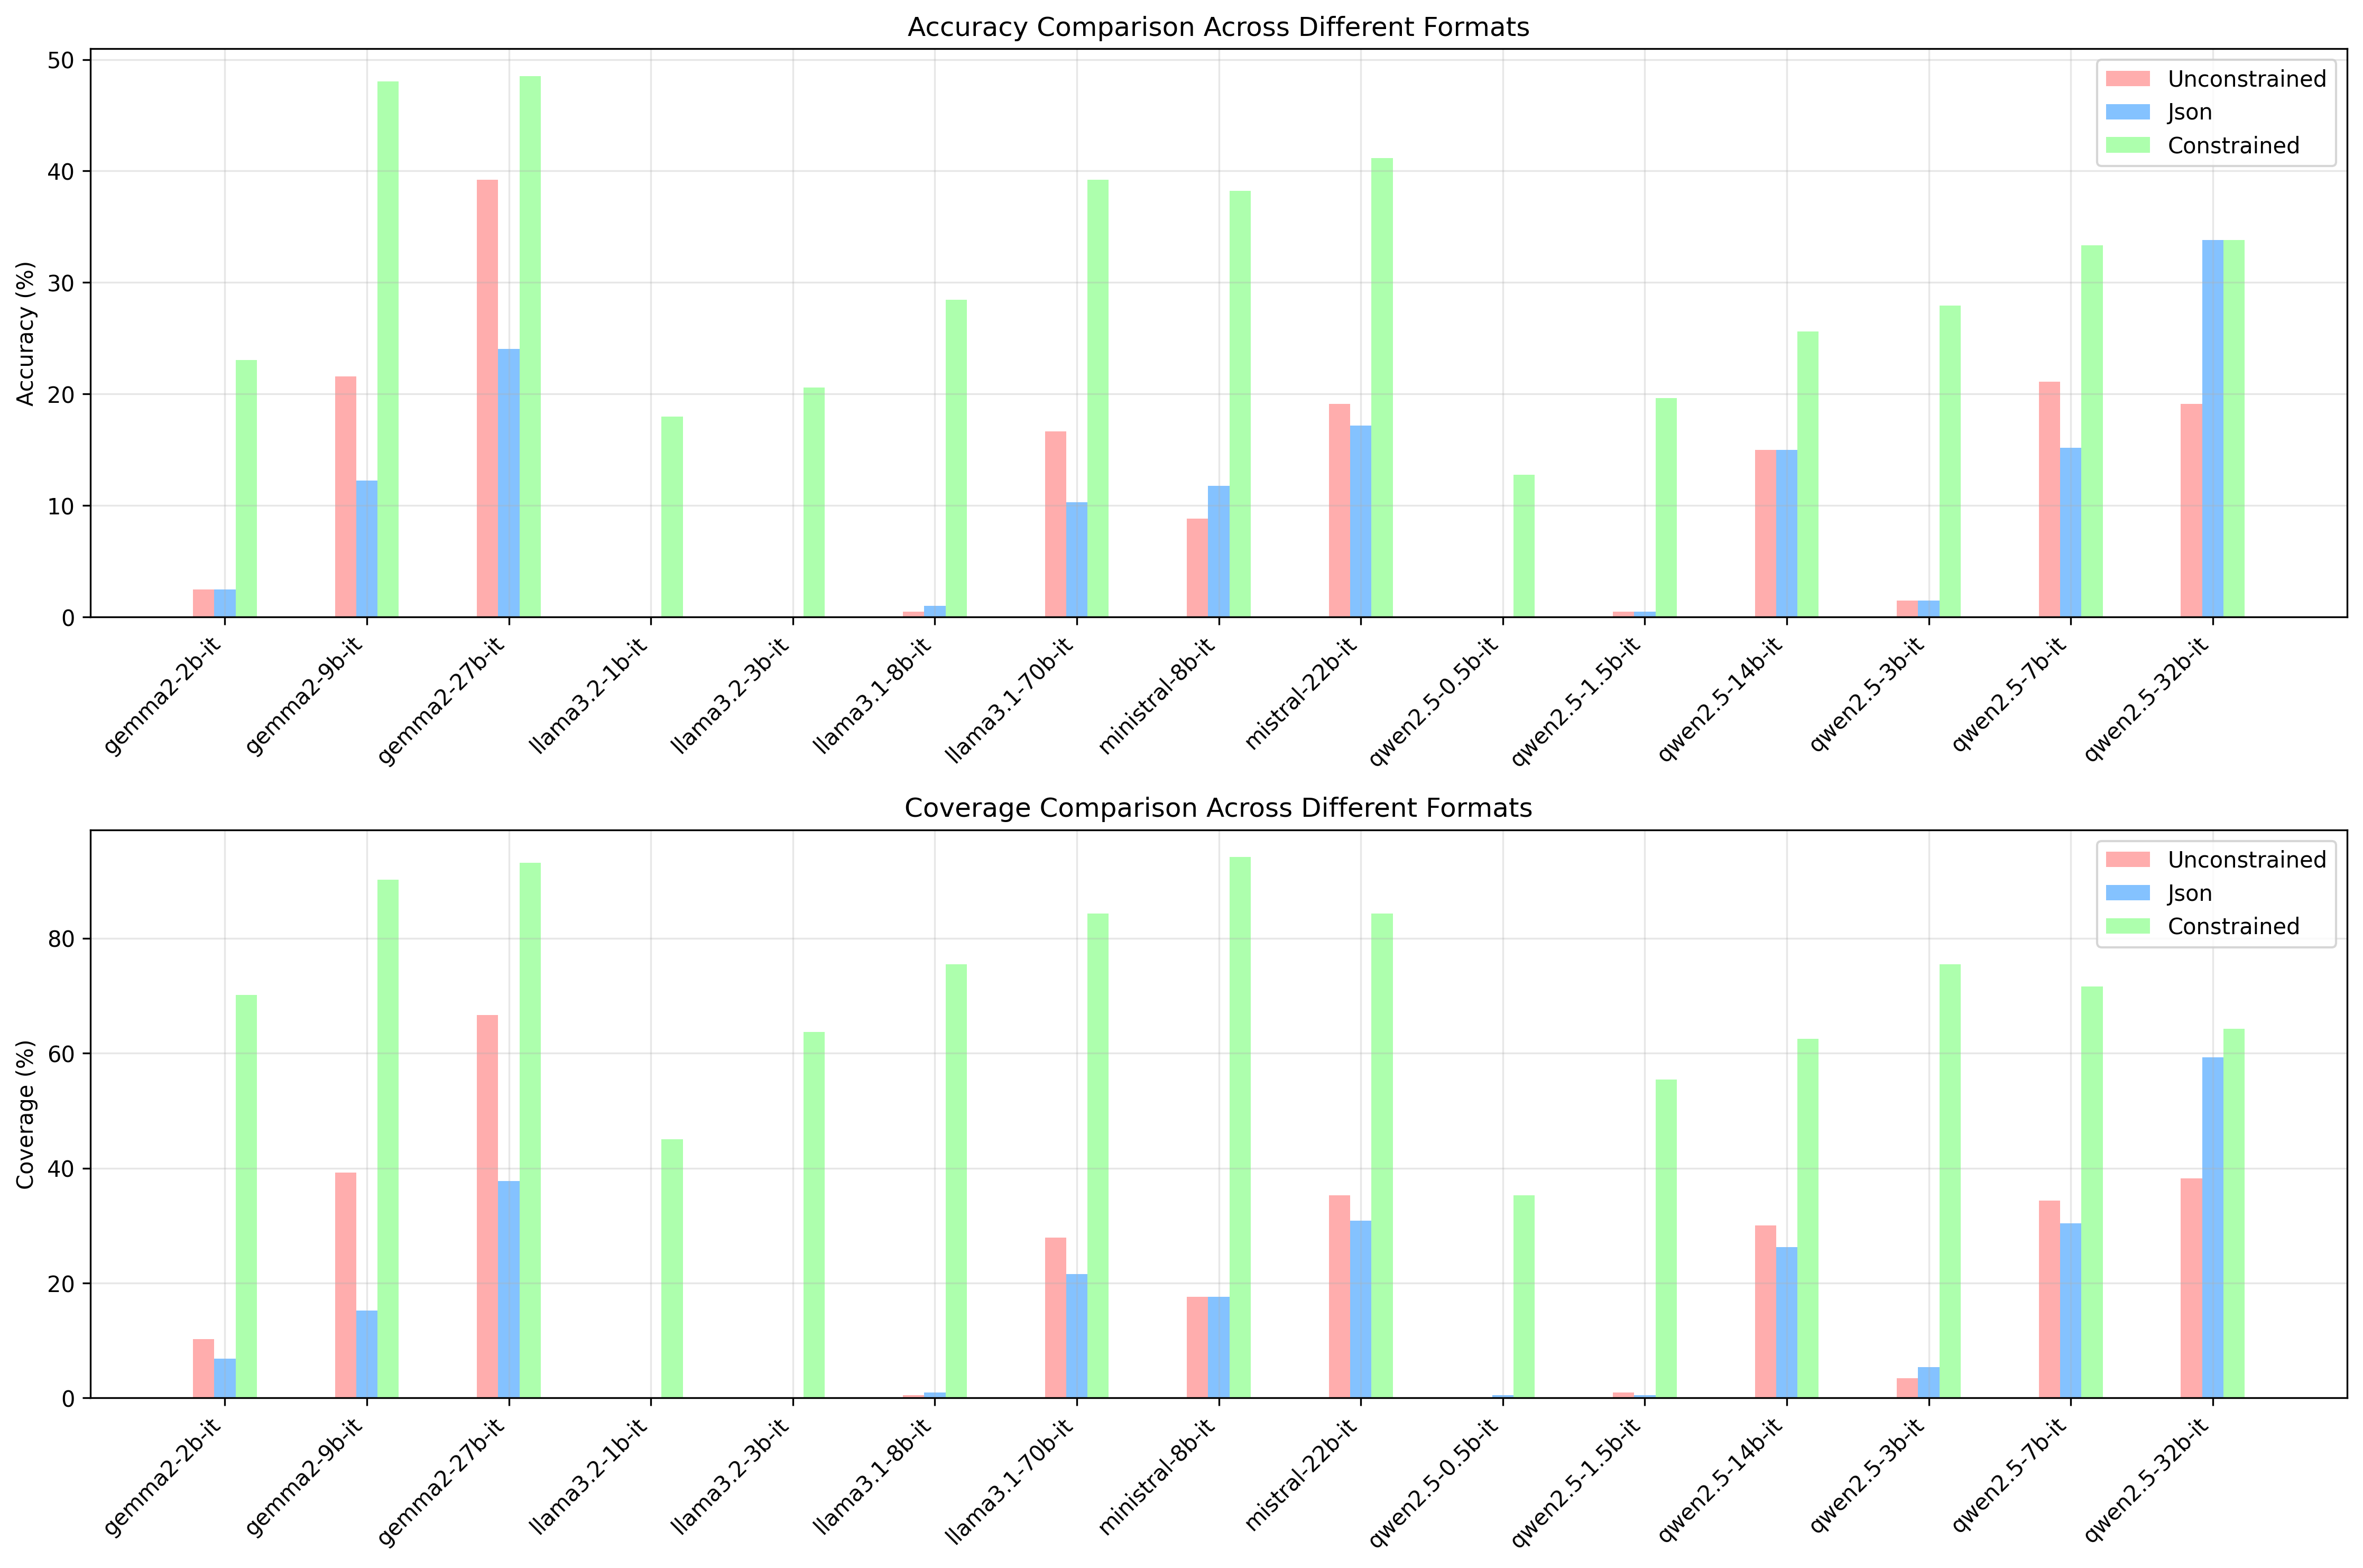 Accuracy Comparison Across Different Formats
Accuracy (%)
50
40
30
20
10
0
Unconstrained
Json
Constrained
gemma2-2b-it
gemma2-9b-it
gemma2-27b-it
llama3.2-1b-it
llama3.2-3b-it
llama3.1-8b-it
llama3.1-70b-it
ministral-8b-it
mistral-22b-it
qwen2.5-0.5b-it
qwen2.5-1.5b-it
qwen2.5-14b-it
qwen2.5-3b-it
qwen2.5-7b-it
qwen2.5-32b-it
Coverage Comparison Across Different Formats
Coverage (%)
80
60
40
20
0
Unconstrained
Json
Constrained
gemma2-2b-it
gemma2-9b-it
gemma2-27b-it
llama3.2-1b-it
llama3.2-3b-it
llama3.1-8b-it
llama3.1-70b-it
ministral-8b-it
mistral-22b-it
qwen2.5-0.5b-it
qwen2.5-1.5b-it
qwen2.5-14b-it
qwen2.5-3b-it
qwen2.5-7b-it
qwen2.5-32b-it